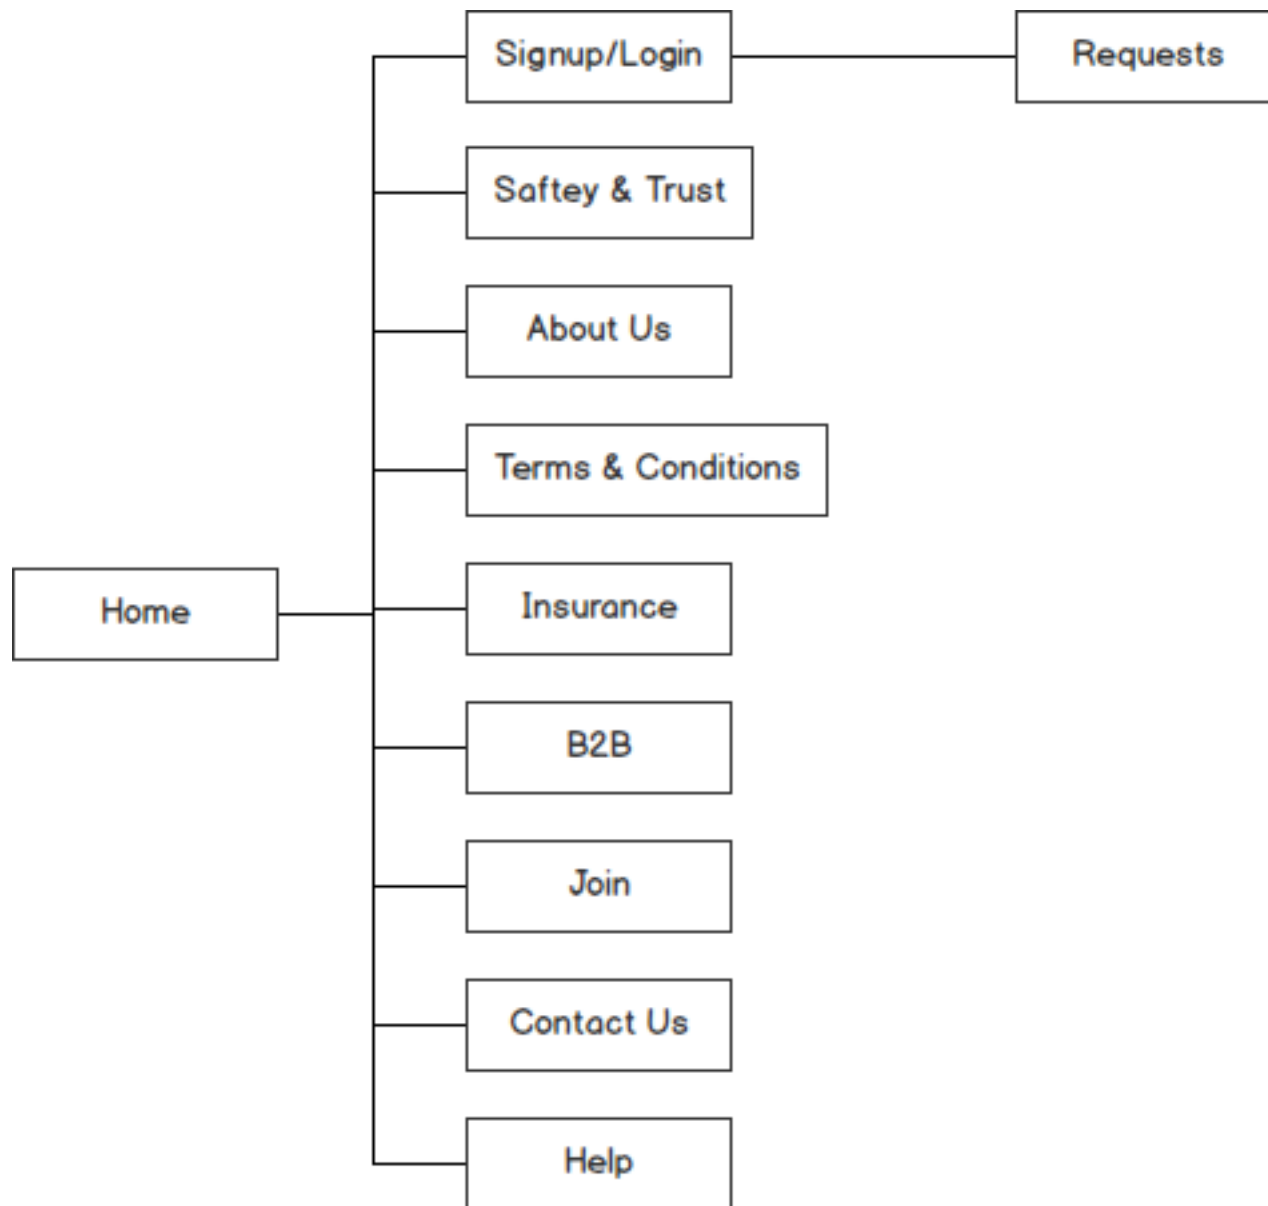 Signup/Login
Requests
Saftey & Trust
About Us
Terms & Conditions
Home
Insurance
B2B
Join
Contact Us
Help